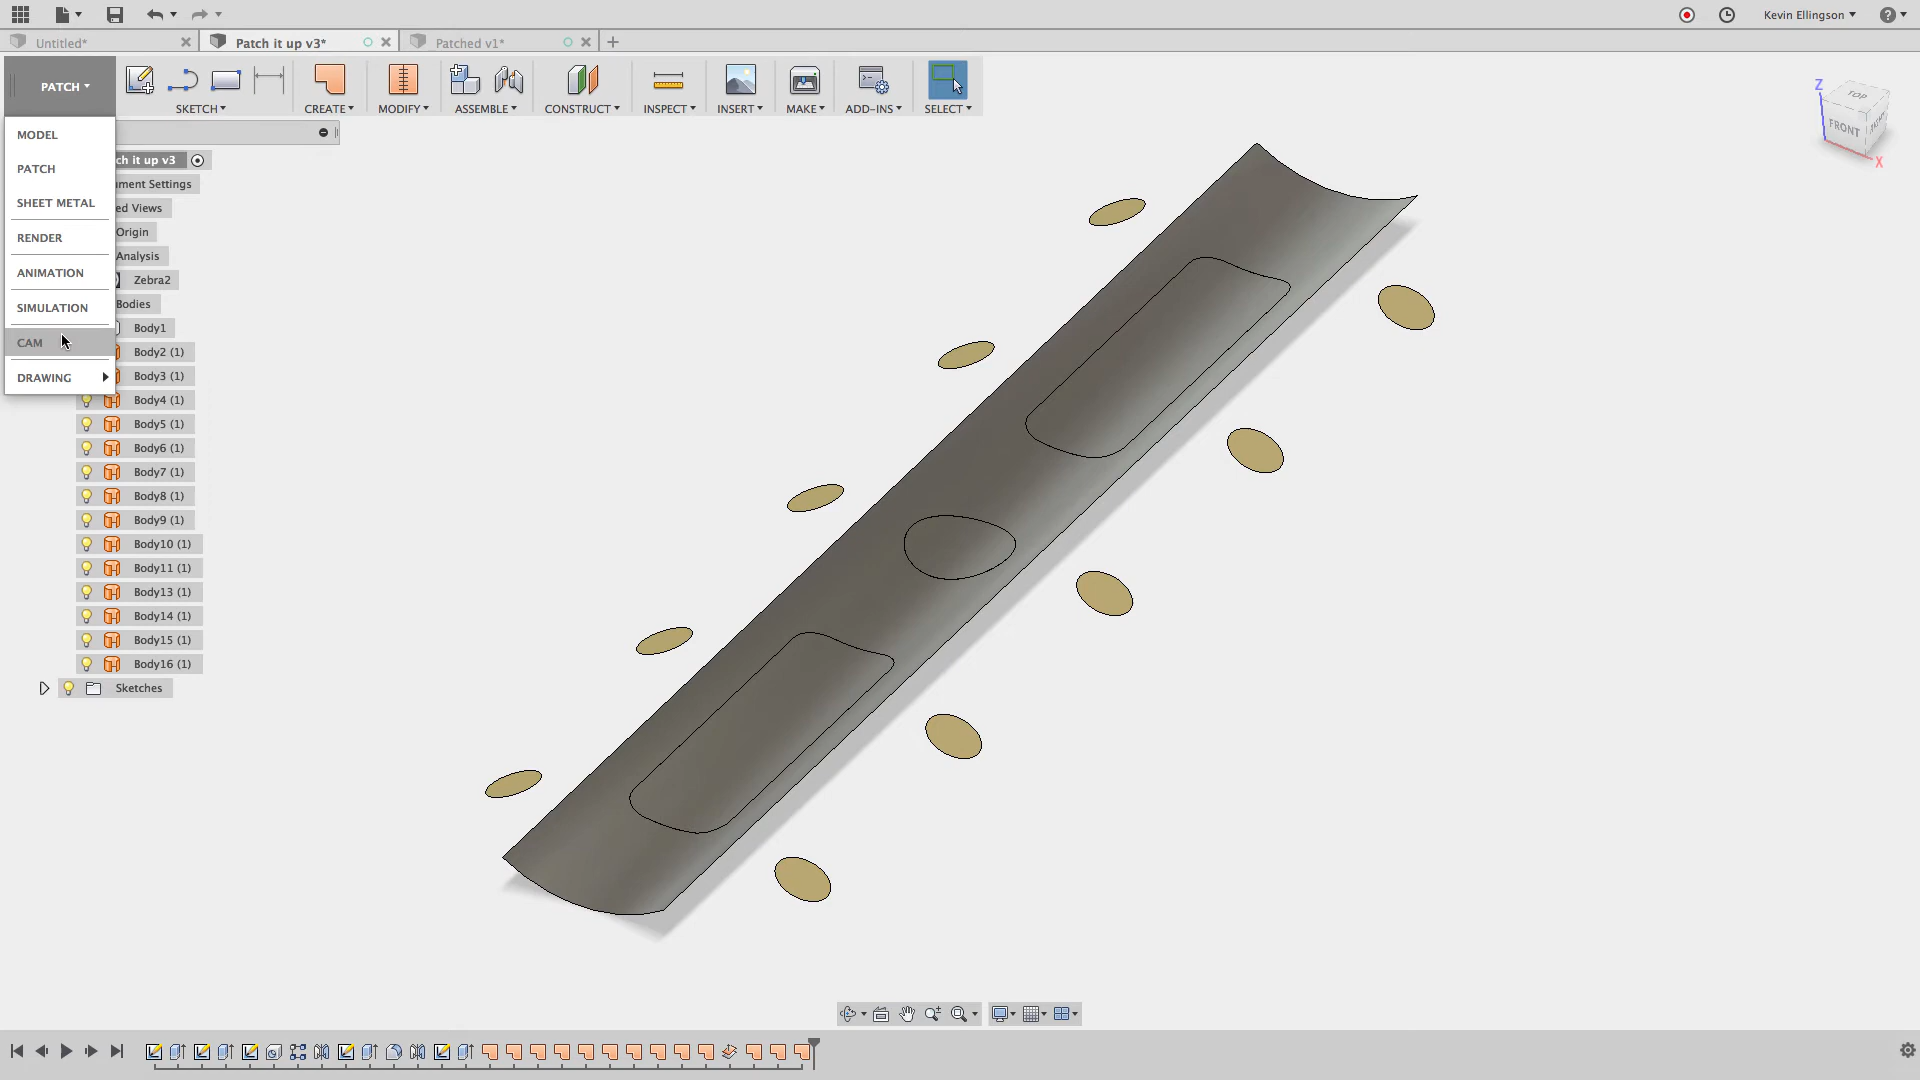 Kevin Ellingson
Untitled*
Patch it up v3*
Patched v1*
PATCH
SKETCH
CREATE
MODIFY
ASSEMBLE
CONSTRUCT
INSPECT
INSERT
MAKE
ADD-INS
SELECT
MODEL
PATCH
SHEET METAL
RENDER
ANIMATION
SIMULATION
CAM
DRAWING
ch it up v3
ument Settings
ed Views
Origin
Analysis
Zebra2
Bodies
Body1
Body2 (1)
Body3 (1)
Body4 (1)
Body5 (1)
Body6 (1)
Body7 (1)
Body8 (1)
Body9 (1)
Body10 (1)
Body11 (1)
Body13 (1)
Body14 (1)
Body15 (1)
Body16 (1)
Sketches
Z
TOP
FRONT
X